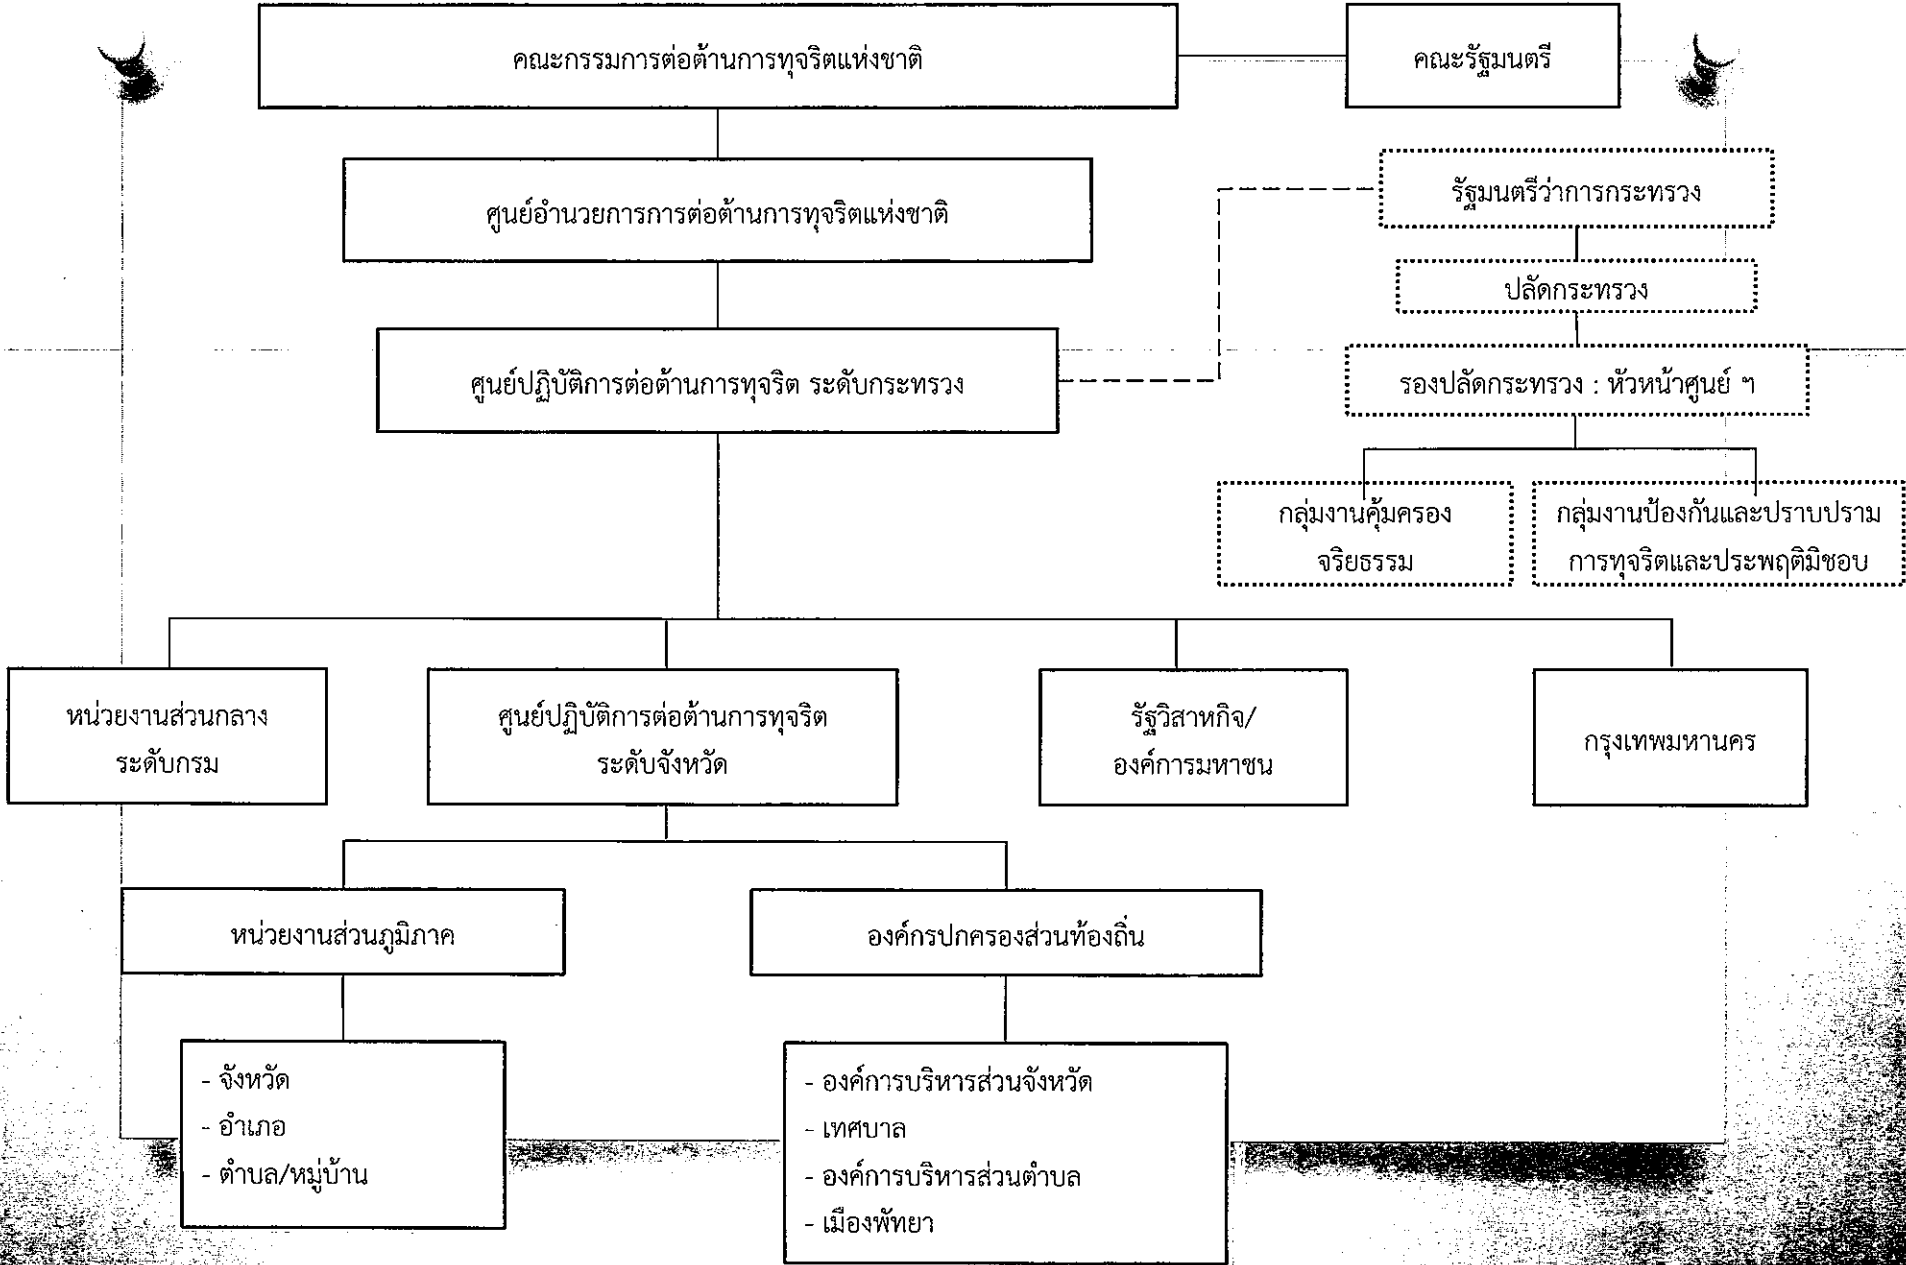 คณะกรรมการต่อต้านการทุจริตแห่งชาติ
คณะรัฐมนตรี
ศูนย์อำนวยการการต่อต้านการทุจริตแห่งชาติ
รัฐมนตรีว่าการกระทรวง
ปลัดกระทรวง
ศูนย์ปฏิบัติการต่อต้านการทุจริต ระดับกระทรวง
รองปลัดกระทรวง : หัวหน้าศูนย์ ฯ
กลุ่มงานคุ้มครอง
จริยธรรม
กลุ่มงานป้องกันและปราบปราม
การทุจริตและประพฤติมิชอบ
หน่วยงานส่วนกลาง
ระดับกรม
ศูนย์ปฏิบัติการต่อต้านการทุจริต
ระดับจังหวัด
รัฐวิสาหกิจ/
องค์การมหาชน
กรุงเทพมหานคร
หน่วยงานส่วนภูมิภาค
องค์กรปกครองส่วนท้องถิ่น
- จังหวัด
- อำเภอ
- ตำบล/หมู่บ้าน
- องค์การบริหารส่วนจังหวัด
- เทศบาล
- องค์การบริหารส่วนตำบล
- เมืองพัทยา